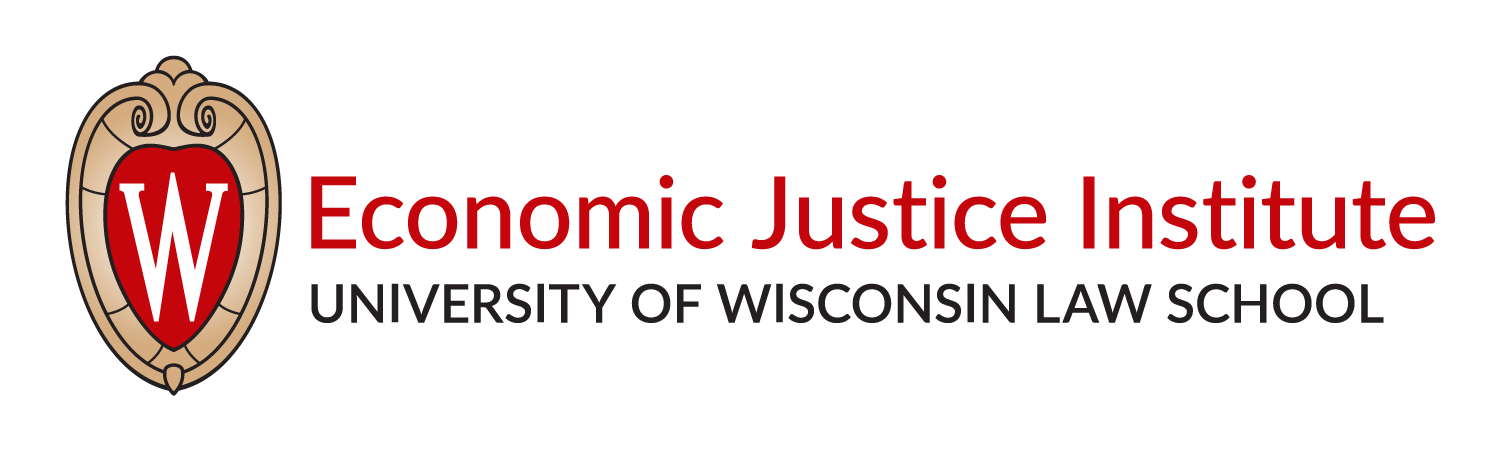 W
Economic Justice Institute
UNIVERSITY OF WISCONSIN LAW SCHOOL